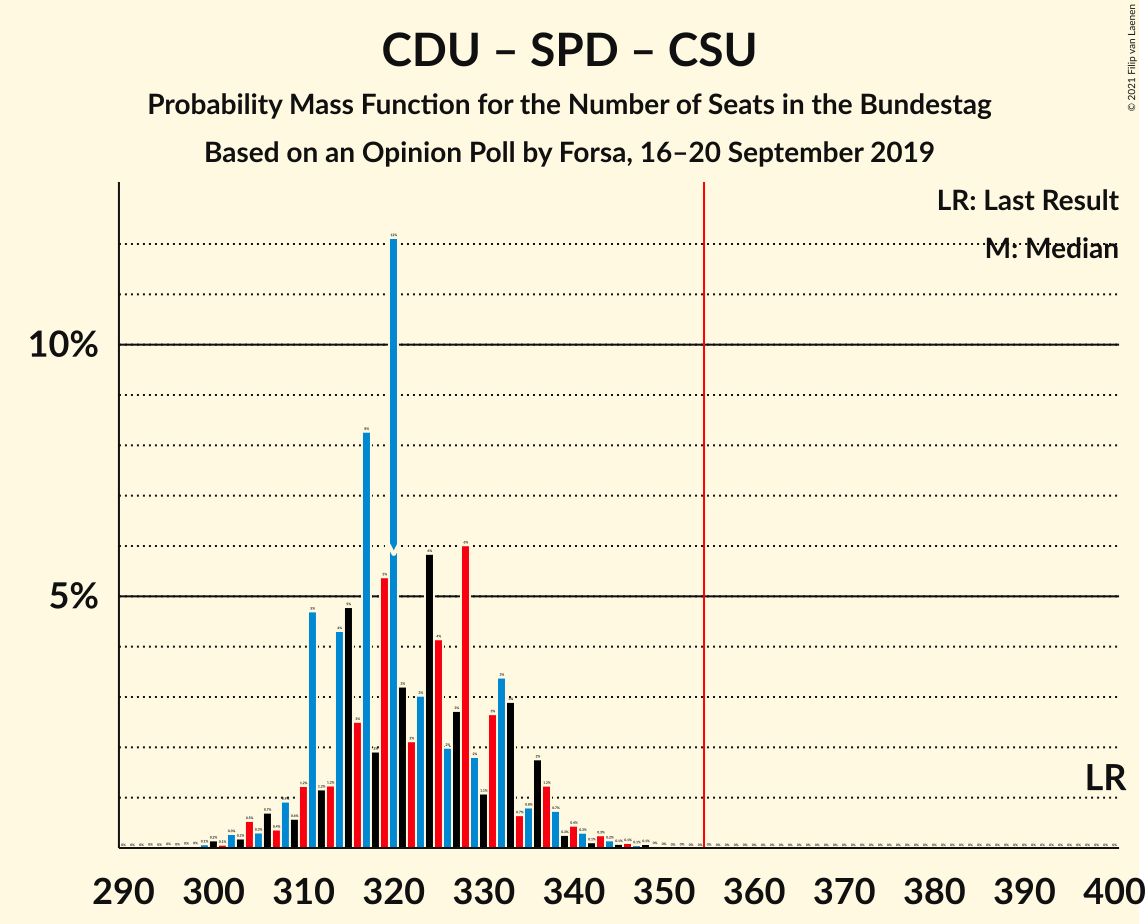 CDU – SPD – CSU
Probability Mass Function for the Number of Seats in the Bundestag
Based on an Opinion Poll by Forsa, 16–20 September 2019
© 2021 Filip van Laenen
LR: Last Result
M: Median
10%
5%
LR
290 300 310 320 330 340 350 360 370 380 390 400